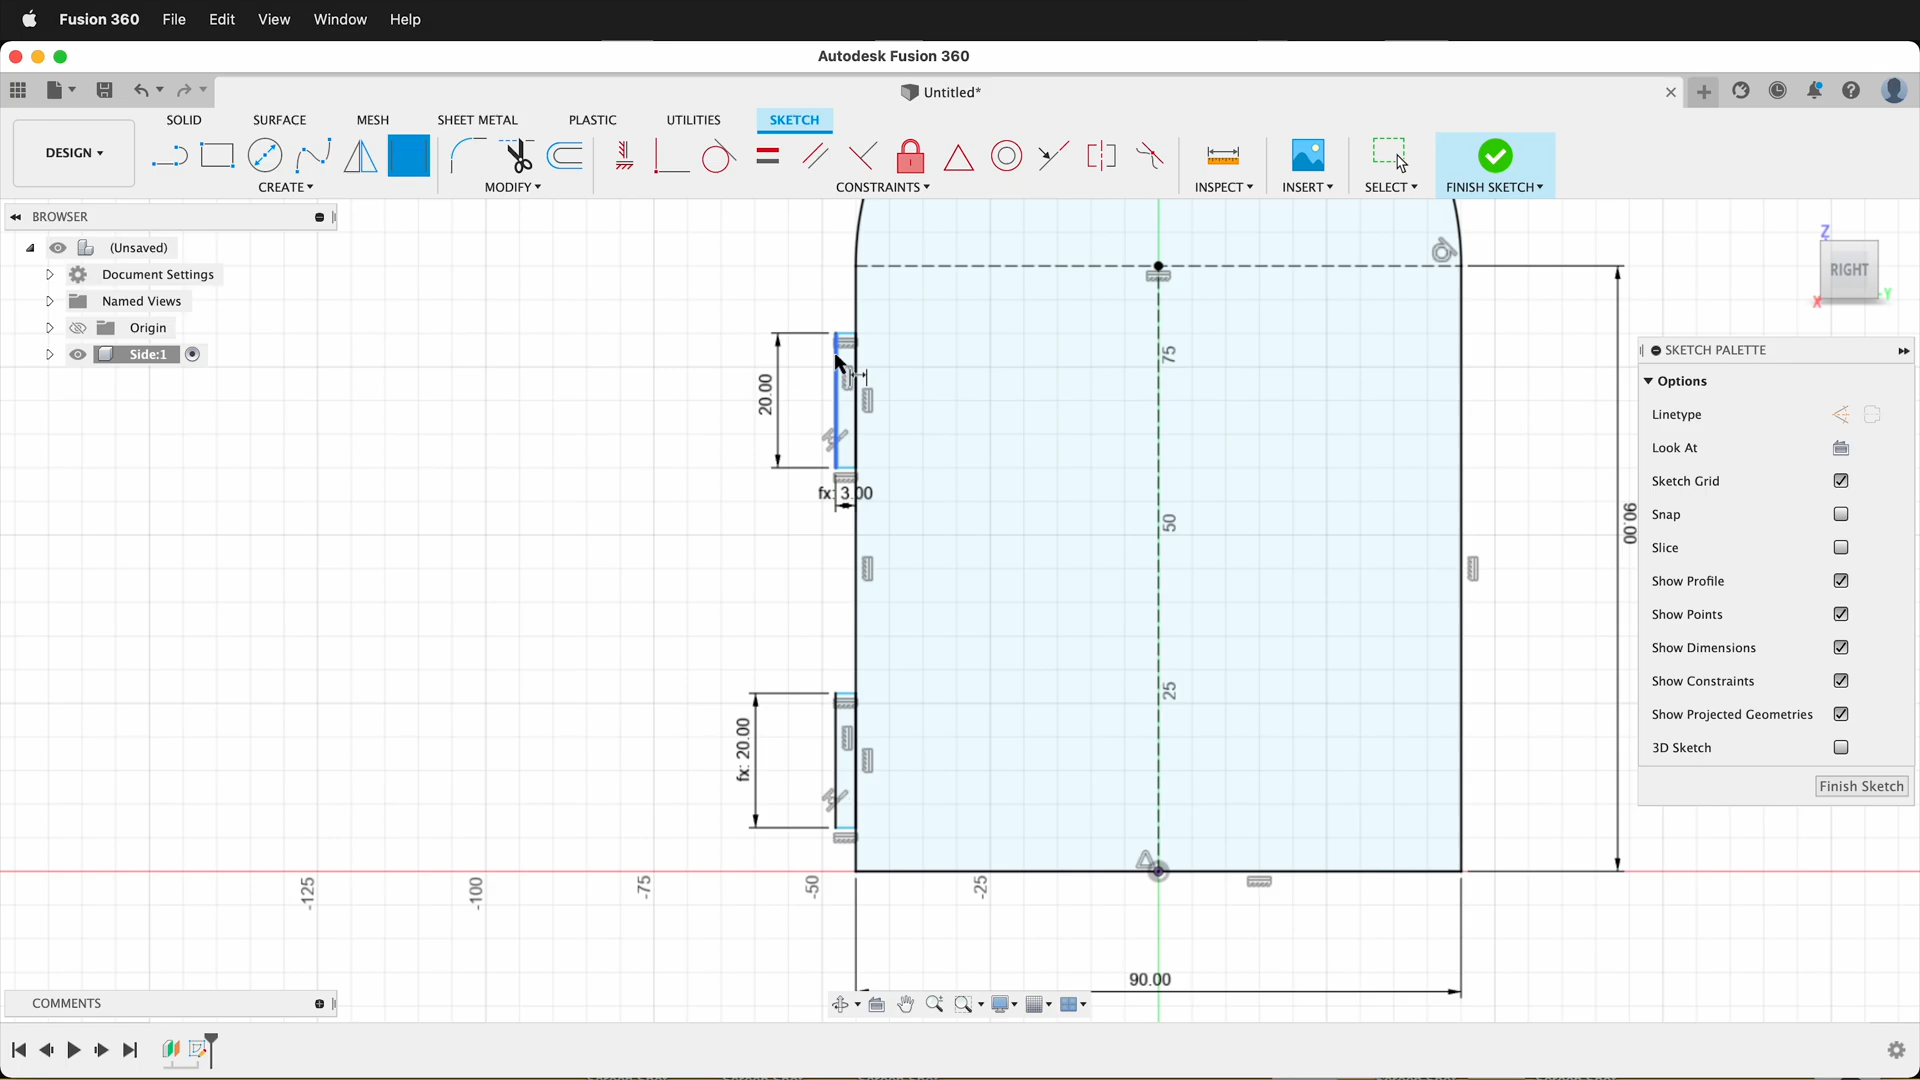 Fusion 360 File Edit View Window Help
Autodesk Fusion 360
Untitled*
SOLID SURFACE MESH SHEET METAL PLASTIC UTILITIES SKETCH
DESIGN
CREATE MODIFY CONSTRAINTS INSPECT INSERT SELECT FINISH SKETCH
BROWSER
(Unsaved)
Document Settings
Named Views
Origin
Side:1
Z
RIGHT
X
-Y
SKETCH PALETTE
Options
Linetype
Look At
Sketch Grid
Snap
Slice
Show Profile
Show Points
Show Dimensions
Show Constraints
Show Projected Geometries
3D Sketch
Finish Sketch
75
20.00
fx: 3.00
50
90.00
25
fx: 20.00
-125
-100
-75
-50
-25
90.00
COMMENTS